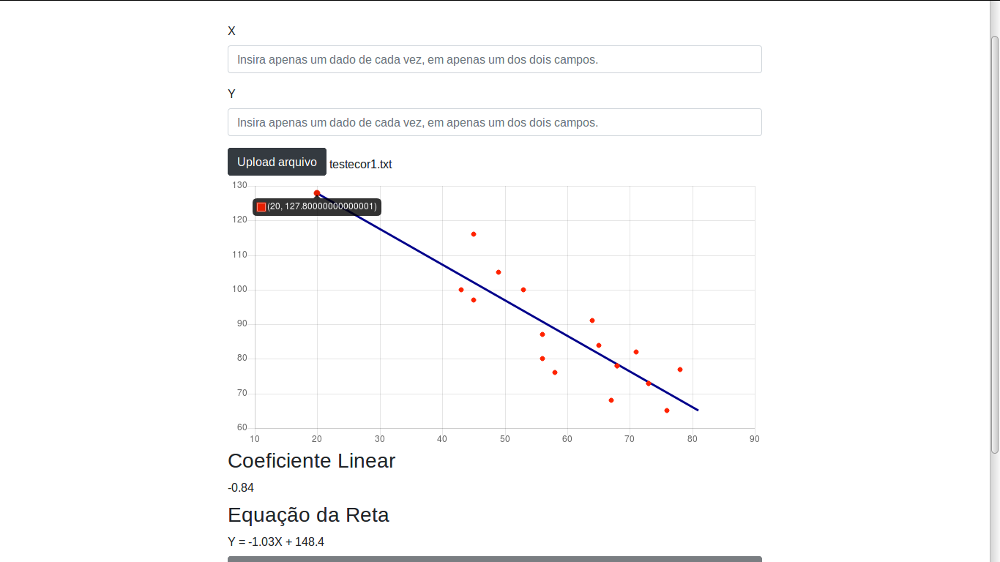 X
Insira apenas um dado de cada vez, em apenas um dos dois campos.
Y
Insira apenas um dado de cada vez, em apenas um dos dois campos.
Upload arquivo testecor1.txt
130
(20, 127.80000000000001)
120
110
100
90
80
70
60
10 20 30 40 50 60 70 80 90
Coeficiente Linear
-0.84
Equação da Reta
Y = -1.03X + 148.4